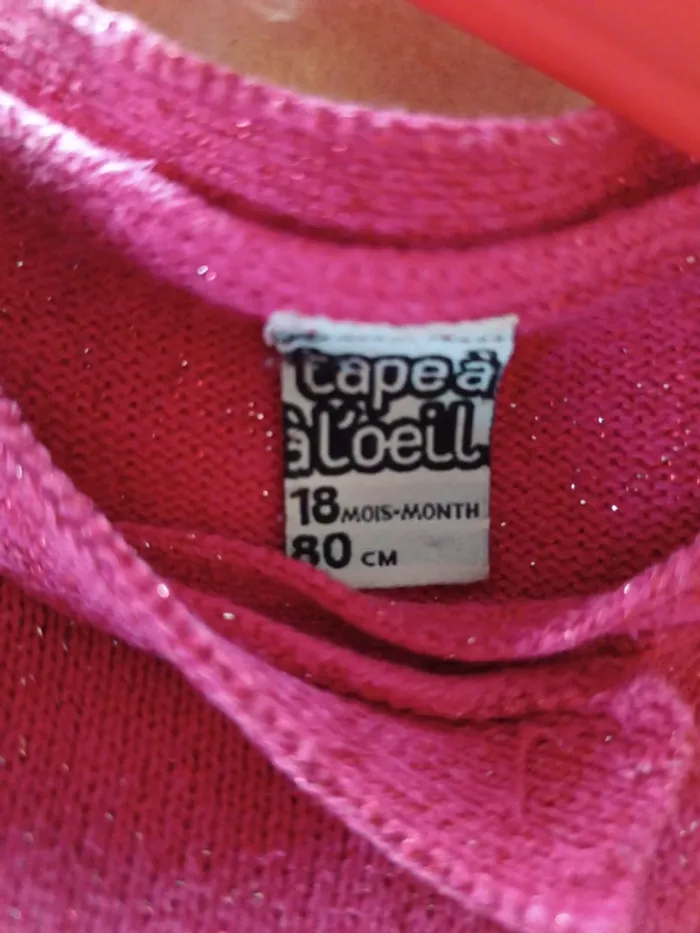 tape à
à l'oeil
18 MOIS-MONTH
80 CM